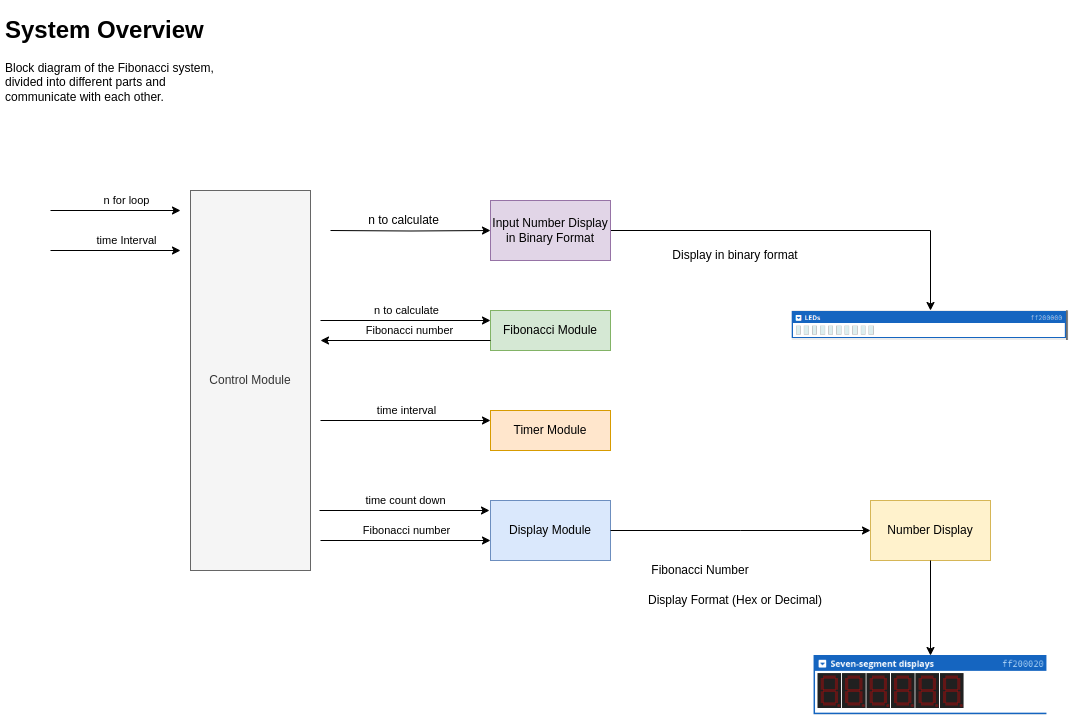 System Overview
Block diagram of the Fibonacci system,
divided into different parts and
communicate with each other.
n for loop
time Interval
Control Module
n to calculate
Input Number Display
in Binary Format
Display in binary format
LEDs ff200000
n to calculate
Fibonacci number
Fibonacci Module
time interval
Timer Module
time count down
Fibonacci number
Display Module
Number Display
Fibonacci Number
Display Format (Hex or Decimal)
Seven-segment displays ff200020